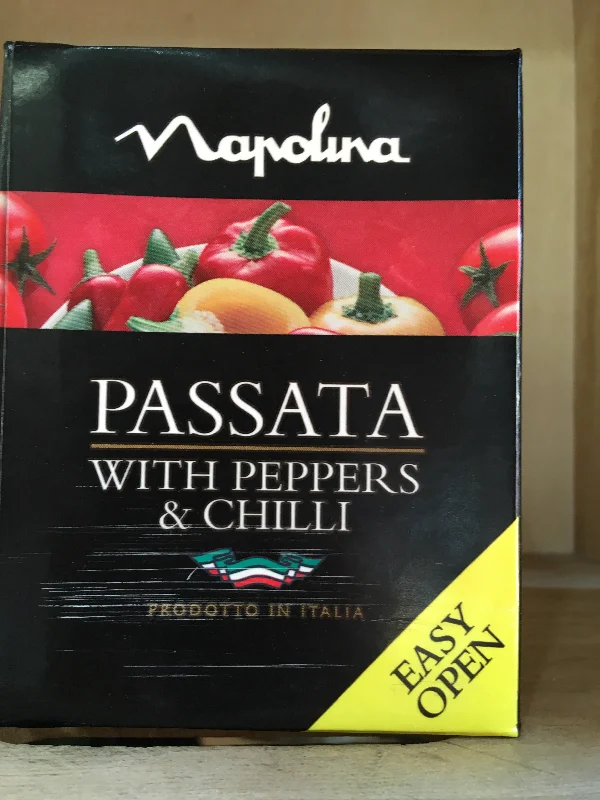 Napolina
PASSATA
WITH PEPPERS
& CHILLI
PRODOTTO IN ITALIA
EASY
OPEN